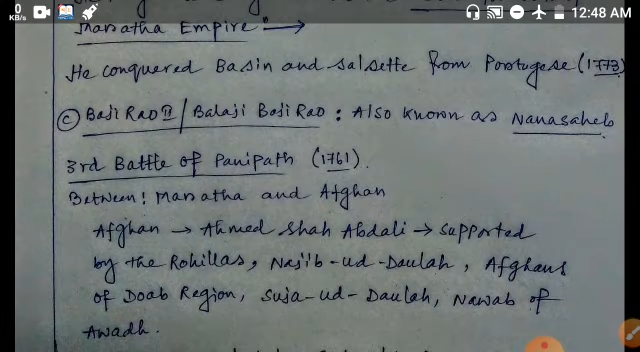 0
KB/s
12:48 AM
Maratha Empire:
He conquered Basin and Salsette from Portugese (1773)
C Baji Rao II / Balaji Baji Rao : Also known as Nanasaheb
3rd Battle of Panipath (1761).
Between: Maratha and Afghan
Afghan → Ahmed Shah Abdali → supported
by the Rohillas, Najib-ud-Daulah, Afghans
of Doab Region, Suja-ud-Daulah, Nawab of
Awadh.